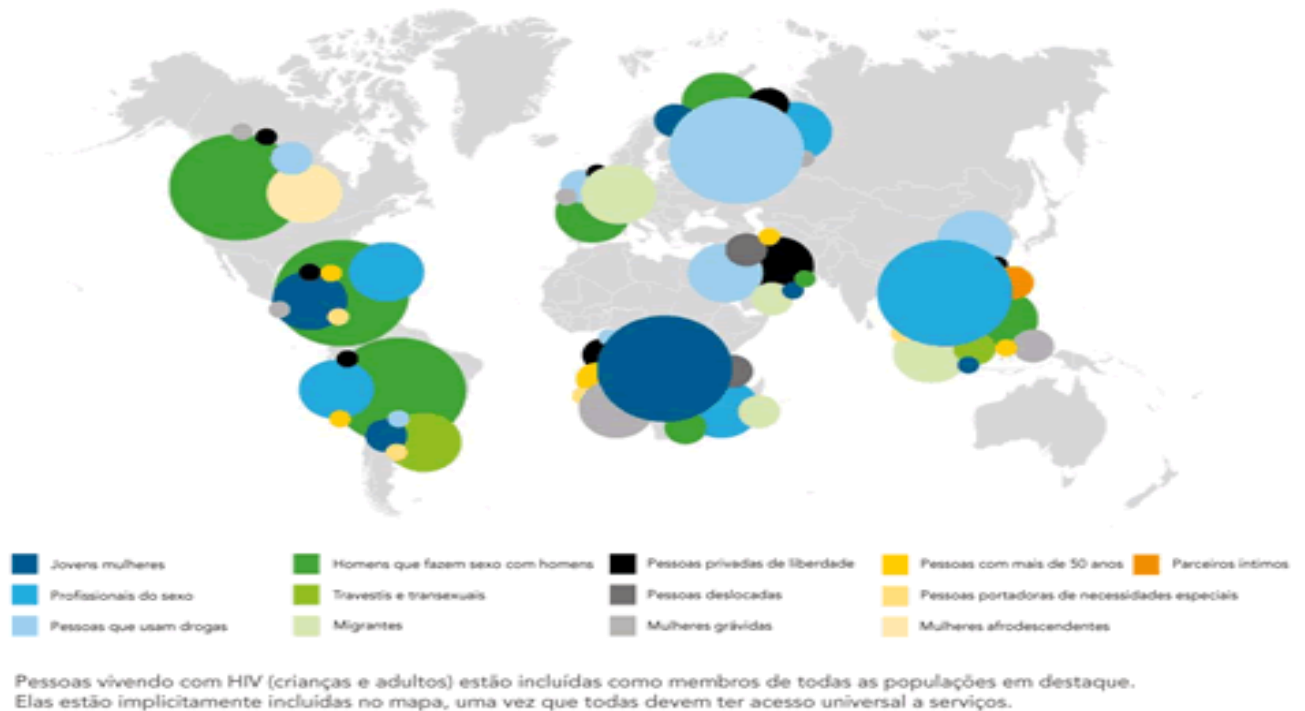 Jovens mulheres
Homens que fazem sexo com homens
Pessoas privadas de liberdade
Pessoas com mais de 50 anos
Parceiros íntimos
Profissionais do sexo
Travestis e transexuais
Pessoas deslocadas
Pessoas portadoras de necessidades especiais
Pessoas que usam drogas
Migrantes
Mulheres grávidas
Mulheres afrodescendentes
Pessoas vivendo com HIV (crianças e adultos) estão incluídas como membros de todas as populações em destaque.
Elas estão implicitamente incluídas no mapa, uma vez que todas devem ter acesso universal a serviços.